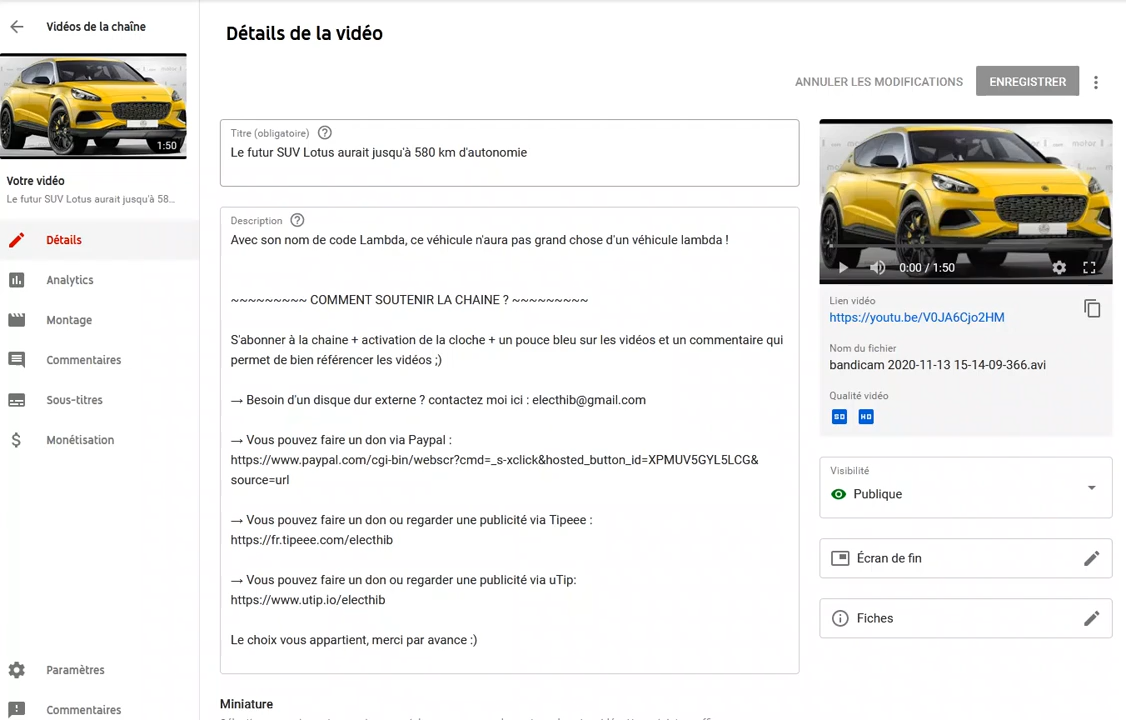 Vidéos de la chaîne
1:50
Votre vidéo
Le futur SUV Lotus aurait jusqu'à 58...
Détails
Analytics
Montage
Commentaires
Sous-titres
Monétisation
Paramètres
Commentaires
Détails de la vidéo
ANNULER LES MODIFICATIONS
ENREGISTRER
Titre (obligatoire)
Le futur SUV Lotus aurait jusqu'à 580 km d'autonomie
Description
Avec son nom de code Lambda, ce véhicule n'aura pas grand chose d'un véhicule lambda !
~~~~~~~~~ COMMENT SOUTENIR LA CHAINE ? ~~~~~~~~~
S'abonner à la chaine + activation de la cloche + un pouce bleu sur les vidéos et un commentaire qui
permet de bien référencer les vidéos ;)
→ Besoin d'un disque dur externe ? contactez moi ici : electhib@gmail.com
→ Vous pouvez faire un don via Paypal :
https://www.paypal.com/cgi-bin/webscr?cmd=_s-xclick&hosted_button_id=XPMUV5GYL5LCG&
source=url
→ Vous pouvez faire un don ou regarder une publicité via Tipeee :
https://fr.tipeee.com/electhib
→ Vous pouvez faire un don ou regarder une publicité via uTip:
https://www.utip.io/electhib
Le choix vous appartient, merci par avance :)
Miniature
0:00 / 1:50
Lien vidéo
https://youtu.be/V0JA6Cjo2HM
Nom du fichier
bandicam 2020-11-13 15-14-09-366.avi
Qualité vidéo
SD HD
Visibilité
Publique
Écran de fin
Fiches